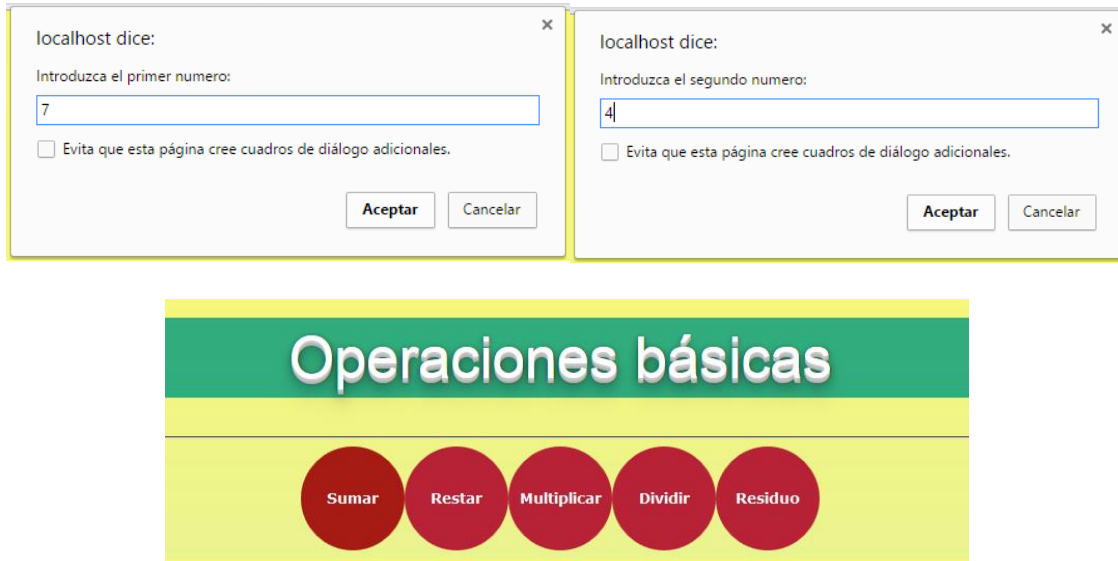 localhost dice:
Introduzca el primer numero:
7
Evita que esta página cree cuadros de diálogo adicionales.
Aceptar Cancelar
localhost dice:
Introduzca el segundo numero:
4
Evita que esta página cree cuadros de diálogo adicionales.
Aceptar Cancelar
Operaciones básicas
Sumar Restar Multiplicar Dividir Residuo